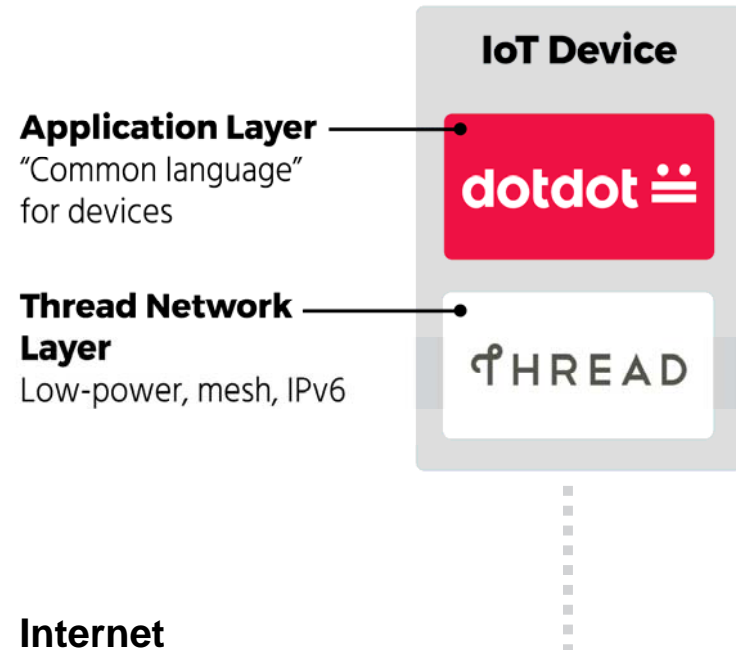 IoT Device
Application Layer
“Common language”
for devices
dotdot
Thread Network
Layer
Low-power, mesh, IPv6
THREAD
Internet